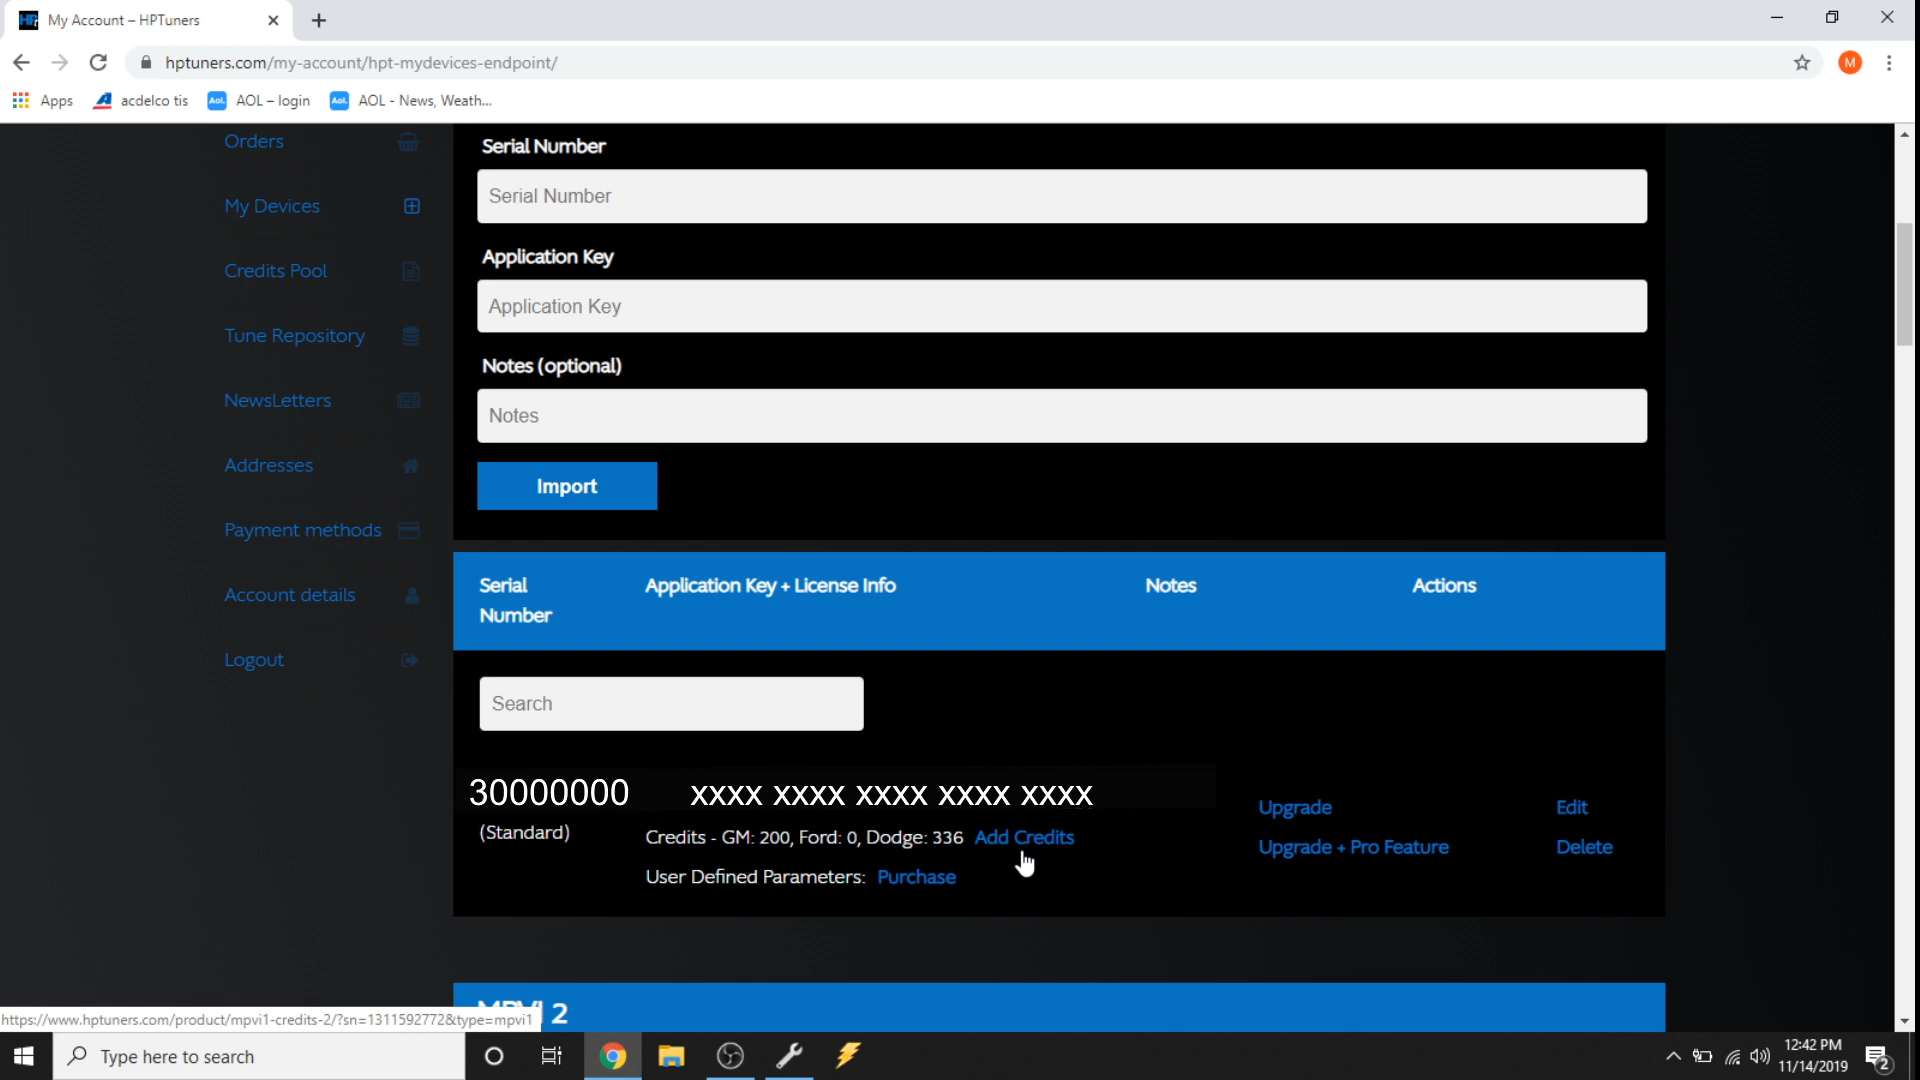 My Account – HPTuners
hptuners.com/my-account/hpt-mydevices-endpoint/
M
Apps
acdelco tis
AOL – login
AOL - News, Weath...
Orders
My Devices
Credits Pool
Tune Repository
NewsLetters
Addresses
Payment methods
Account details
Logout
Serial Number
Serial Number
Application Key
Application Key
Notes (optional)
Notes
Import
Serial Number
Application Key + License Info
Notes
Actions
Search
30000000 xxxx xxxx xxxx xxxx xxxx
(Standard)
Credits - GM: 200, Ford: 0, Dodge: 336 Add Credits
User Defined Parameters: Purchase
Upgrade
Upgrade + Pro Feature
Edit
Delete
MPVI 2
https://www.hptuners.com/product/mpvi1-credits-2/?sn=1311592772&type=mpvi1
Type here to search
12:42 PM
11/14/2019
2